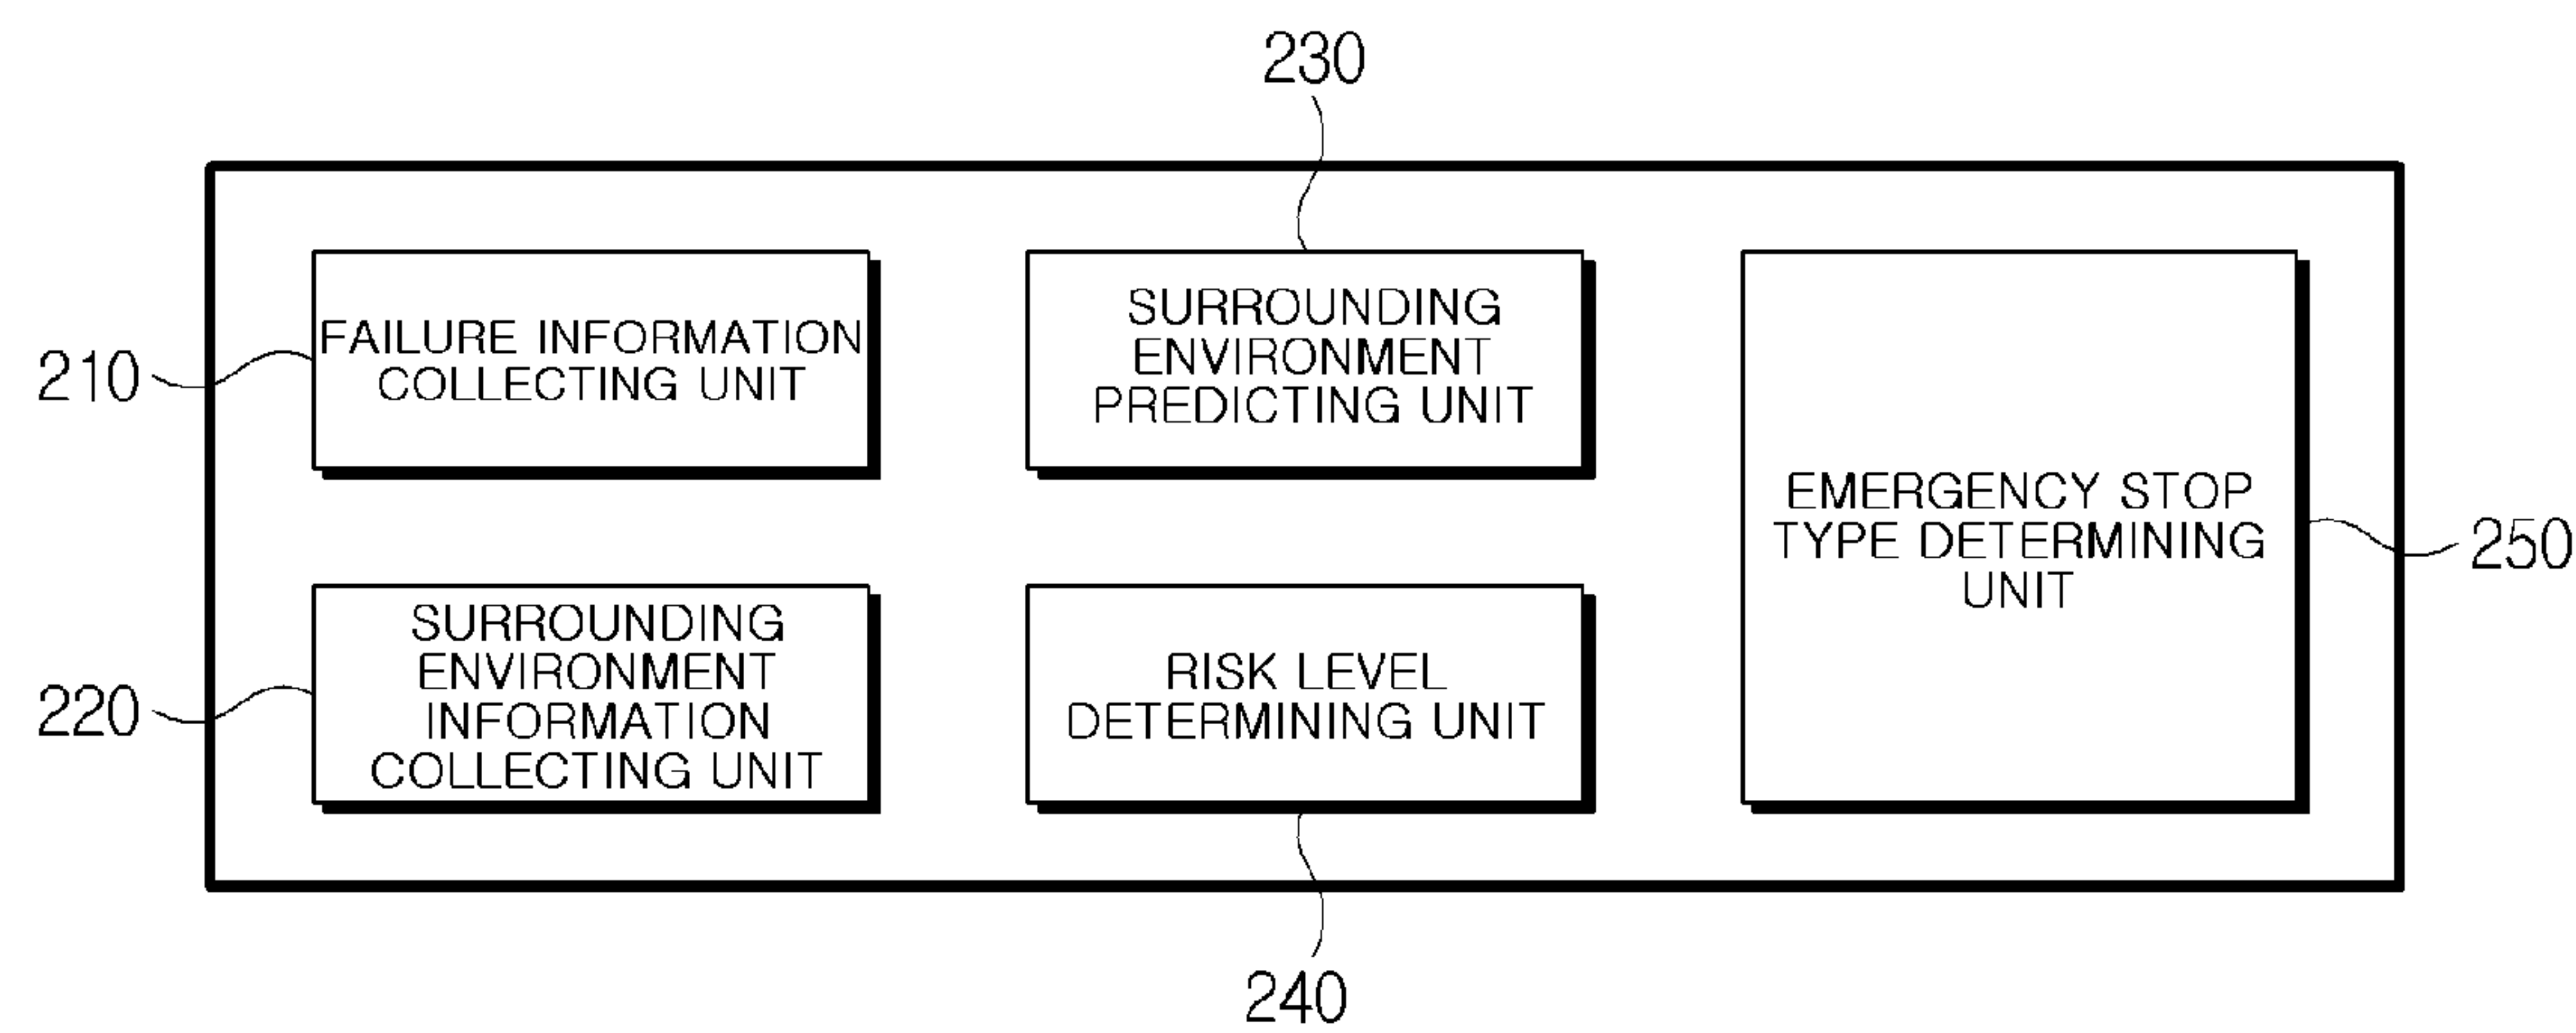 230
210
FAILURE INFORMATION
COLLECTING UNIT
SURROUNDING
ENVIRONMENT
PREDICTING UNIT
EMERGENCY STOP
TYPE DETERMINING
UNIT
250
220
SURROUNDING
ENVIRONMENT
INFORMATION
COLLECTING UNIT
RISK LEVEL
DETERMINING UNIT
240